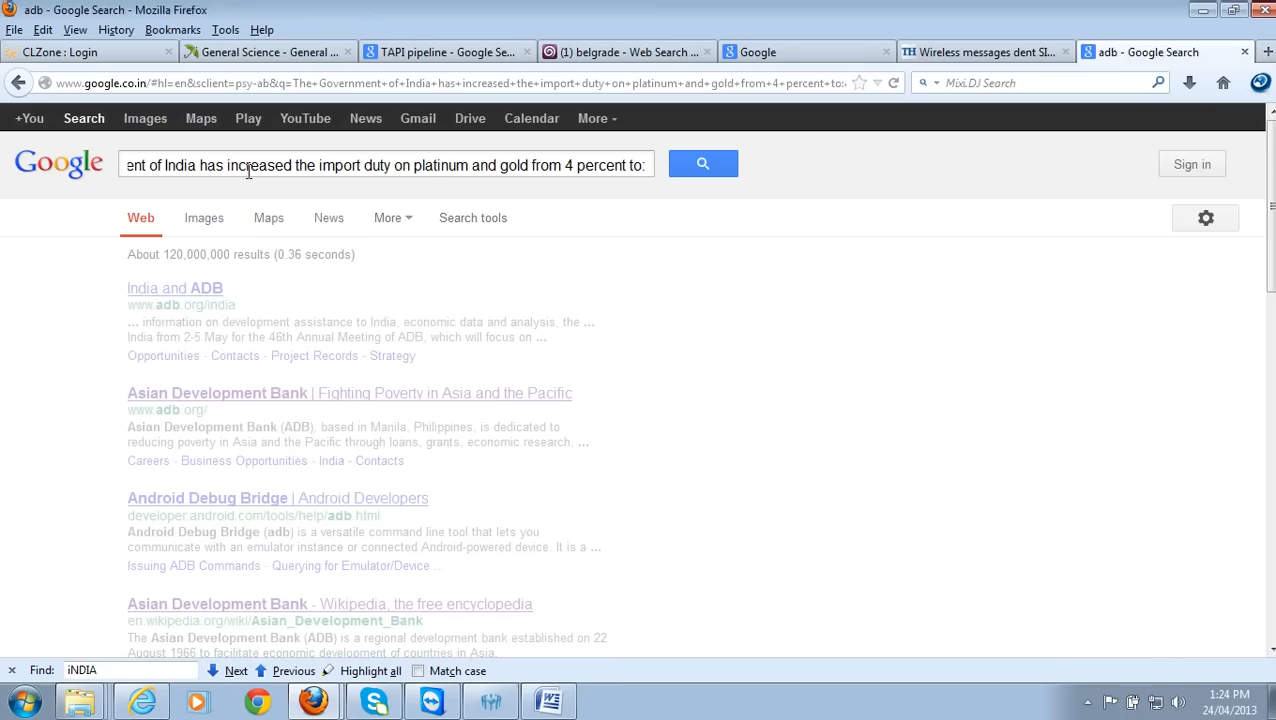 adb - Google Search - Mozilla Firefox
File Edit View History Bookmarks Tools Help
CLZone : Login
General Science - General ...
TAPI pipeline - Google Se...
(1) belgrade - Web Search ...
Google
TH Wireless messages dent SI...
adb - Google Search
www.google.co.in/#hl=en&sclient=psy-ab&q=The+Government+of+India+has+increased+the+import+duty+on+platinum+and+gold+from+4+percent+to:
Mixi.DJ Search
+You Search Images Maps Play YouTube News Gmail Drive Calendar More
Google
ent of India has increased the import duty on platinum and gold from 4 percent to:
Sign in
Web Images Maps News More Search tools
About 120,000,000 results (0.36 seconds)
India and ADB
www.adb.org/india
... information on development assistance to India, economic data and analysis, the ...
India from 2-5 May for the 46th Annual Meeting of ADB, which will focus on ...
Opportunities - Contacts - Project Records - Strategy
Asian Development Bank | Fighting Poverty in Asia and the Pacific
www.adb.org/
Asian Development Bank (ADB), based in Manila, Philippines, is dedicated to
reducing poverty in Asia and the Pacific through loans, grants, economic research, ...
Careers - Business Opportunities - India - Contacts
Android Debug Bridge | Android Developers
developer.android.com/tools/help/adb.html
Android Debug Bridge (adb) is a versatile command line tool that lets you
communicate with an emulator instance or connected Android-powered device. It is a ...
Issuing ADB Commands - Querying for Emulator/Device ...
Asian Development Bank - Wikipedia, the free encyclopedia
en.wikipedia.org/wiki/Asian_Development_Bank
The Asian Development Bank (ADB) is a regional development bank established on 22
August 1966 to facilitate economic development of countries in Asia.
Find: iNDIA Next Previous Highlight all Match case
1:24 PM
24/04/2013